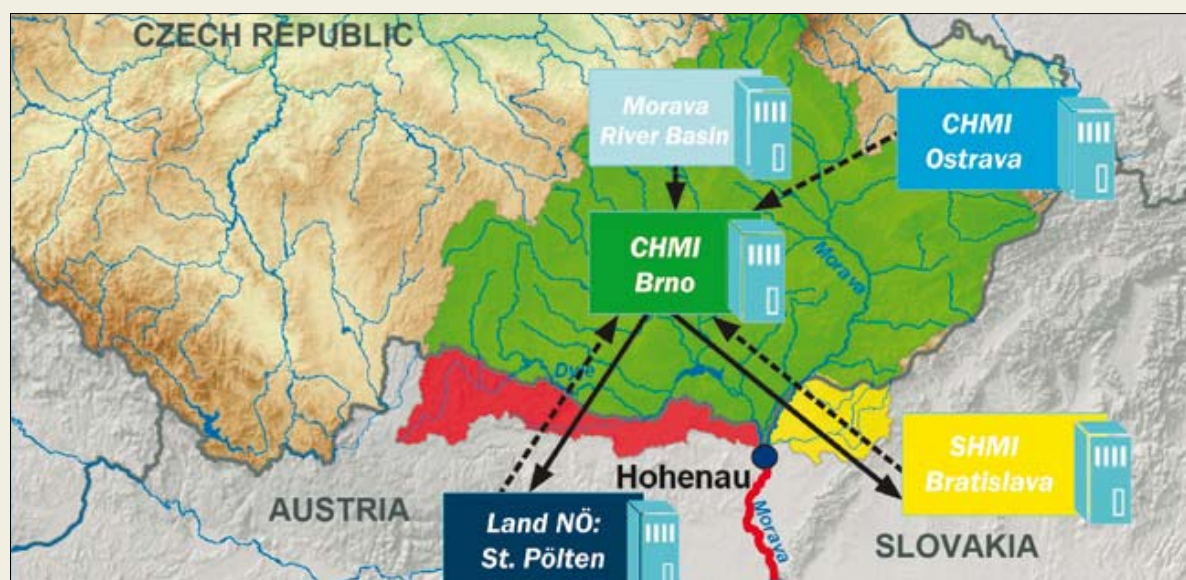 CZECH REPUBLIC
Morava
River Basin
CHMI
Ostrava
CHMI
Brno
Morava
Dyje
SHMI
Bratislava
Hohenau
AUSTRIA
Land NÖ:
St. Pölten
Morava
SLOVAKIA